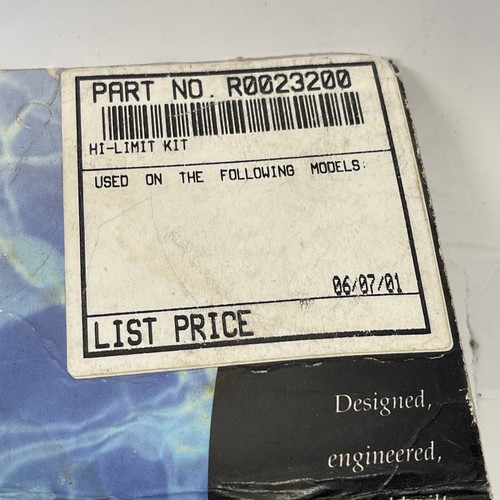 PART NO. R0023200
HI-LIMIT KIT
USED ON THE FOLLOWING MODELS:
06/07/01
LIST PRICE
Designed,
engineered,